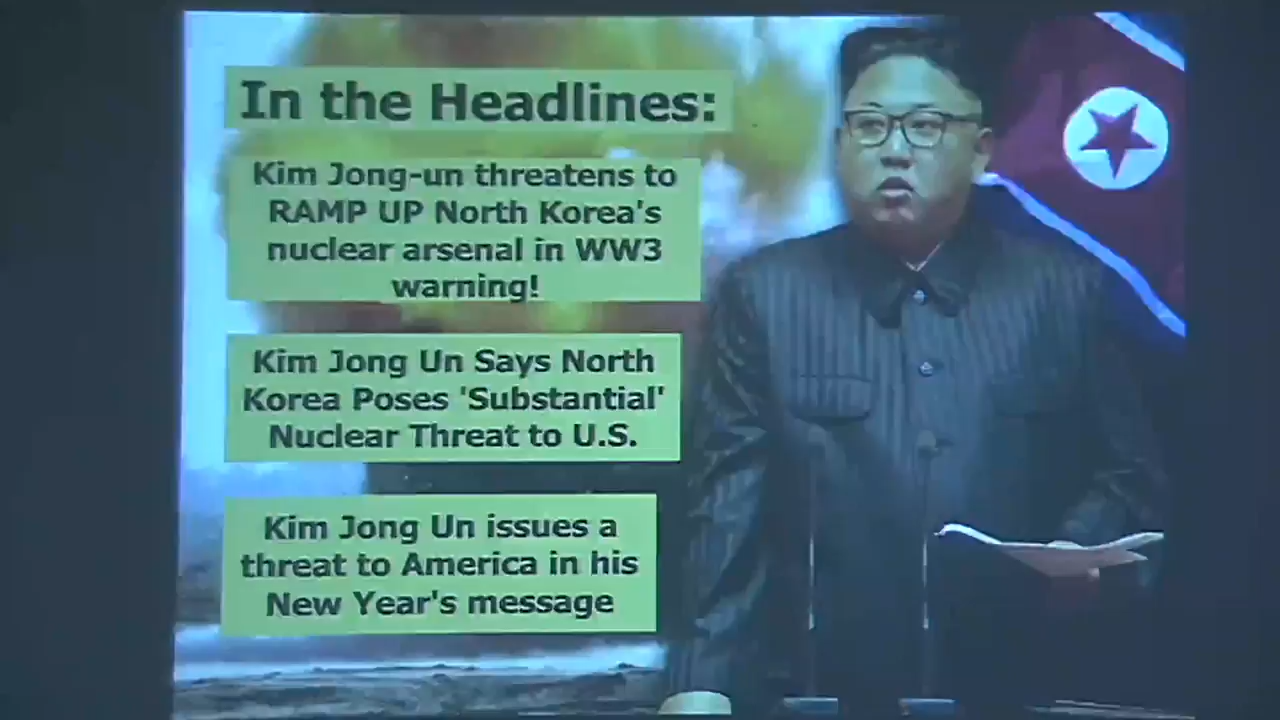 In the Headlines:
Kim Jong-un threatens to
RAMP UP North Korea's
nuclear arsenal in WW3
warning!
Kim Jong Un Says North
Korea Poses 'Substantial'
Nuclear Threat to U.S.
Kim Jong Un issues a
threat to America in his
New Year's message